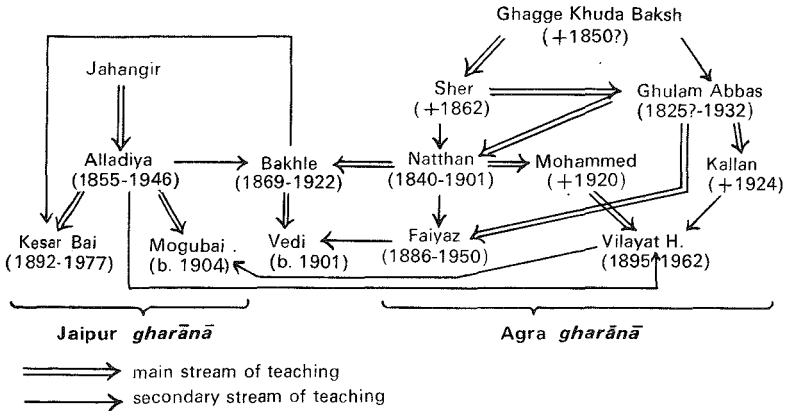 Ghagge Khuda Baksh
(+1850?)
Jahangir
Sher
(+1862)
Ghulam Abbas
(1825?-1932)
Alladiya
(1855-1946)
Bakhle
(1869-1922)
Natthan
(1840-1901)
Mohammed
(+1920)
Kallan
(+1924)
Kesar Bai
(1892-1977)
Mogubai .
(b. 1904)
Vedi
(b. 1901)
Faiyaz
(1886-1950)
Vilayat H.
(1895-1962)
Jaipur gharānā
Agra gharānā
main stream of teaching
secondary stream of teaching